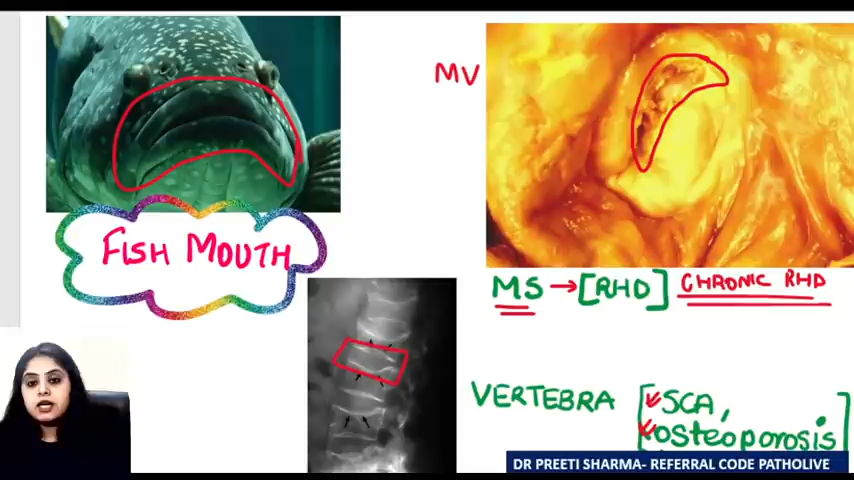 MV
FISH MOUTH
MS → [RHD] CHRONIC RHD
VERTEBRA [SCA,
osteoporosis]
DR PREETI SHARMA- REFERRAL CODE PATHOLIVE